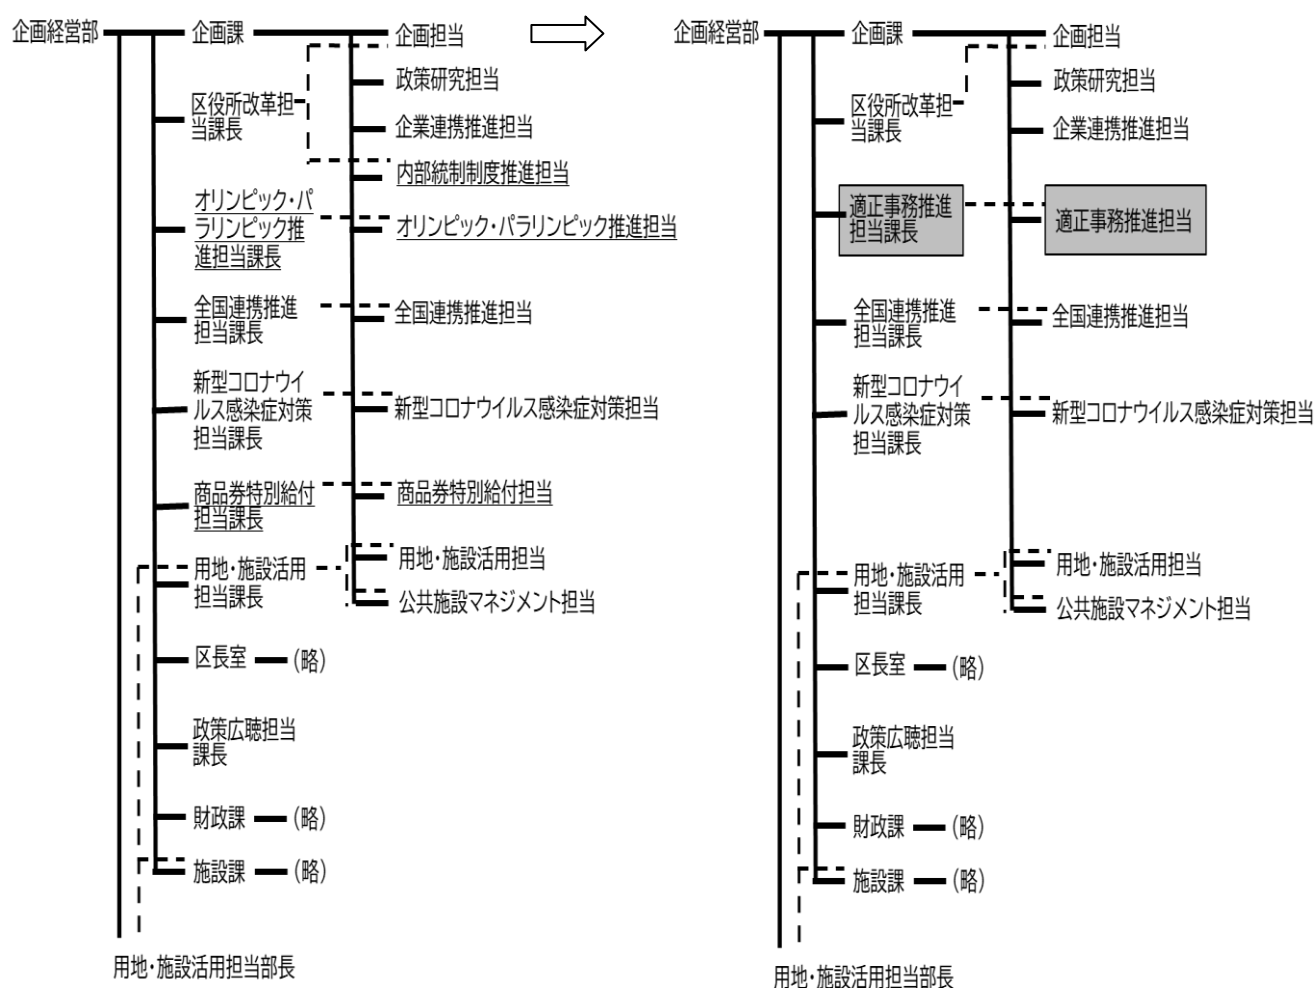 企画経営部
企画課
企画担当
政策研究担当
区役所改革担
当課長
企業連携推進担当
内部統制制度推進担当
オリンピック・パ
ラリンピック推
進担当課長
オリンピック・パラリンピック推進担当
全国連携推進
担当課長
全国連携推進担当
新型コロナウイ
ルス感染症対策
担当課長
新型コロナウイルス感染症対策担当
商品券特別給付
担当課長
商品券特別給付担当
用地・施設活用
担当課長
用地・施設活用担当
公共施設マネジメント担当
区長室
(略)
政策広聴担当
課長
財政課
(略)
施設課
(略)
用地・施設活用担当部長
企画経営部
企画課
企画担当
政策研究担当
区役所改革担
当課長
企業連携推進担当
適正事務推進
担当課長
適正事務推進担当
全国連携推進
担当課長
全国連携推進担当
新型コロナウイ
ルス感染症対策
担当課長
新型コロナウイルス感染症対策担当
用地・施設活用
担当課長
用地・施設活用担当
公共施設マネジメント担当
区長室
(略)
政策広聴担当
課長
財政課
(略)
施設課
(略)
用地・施設活用担当部長